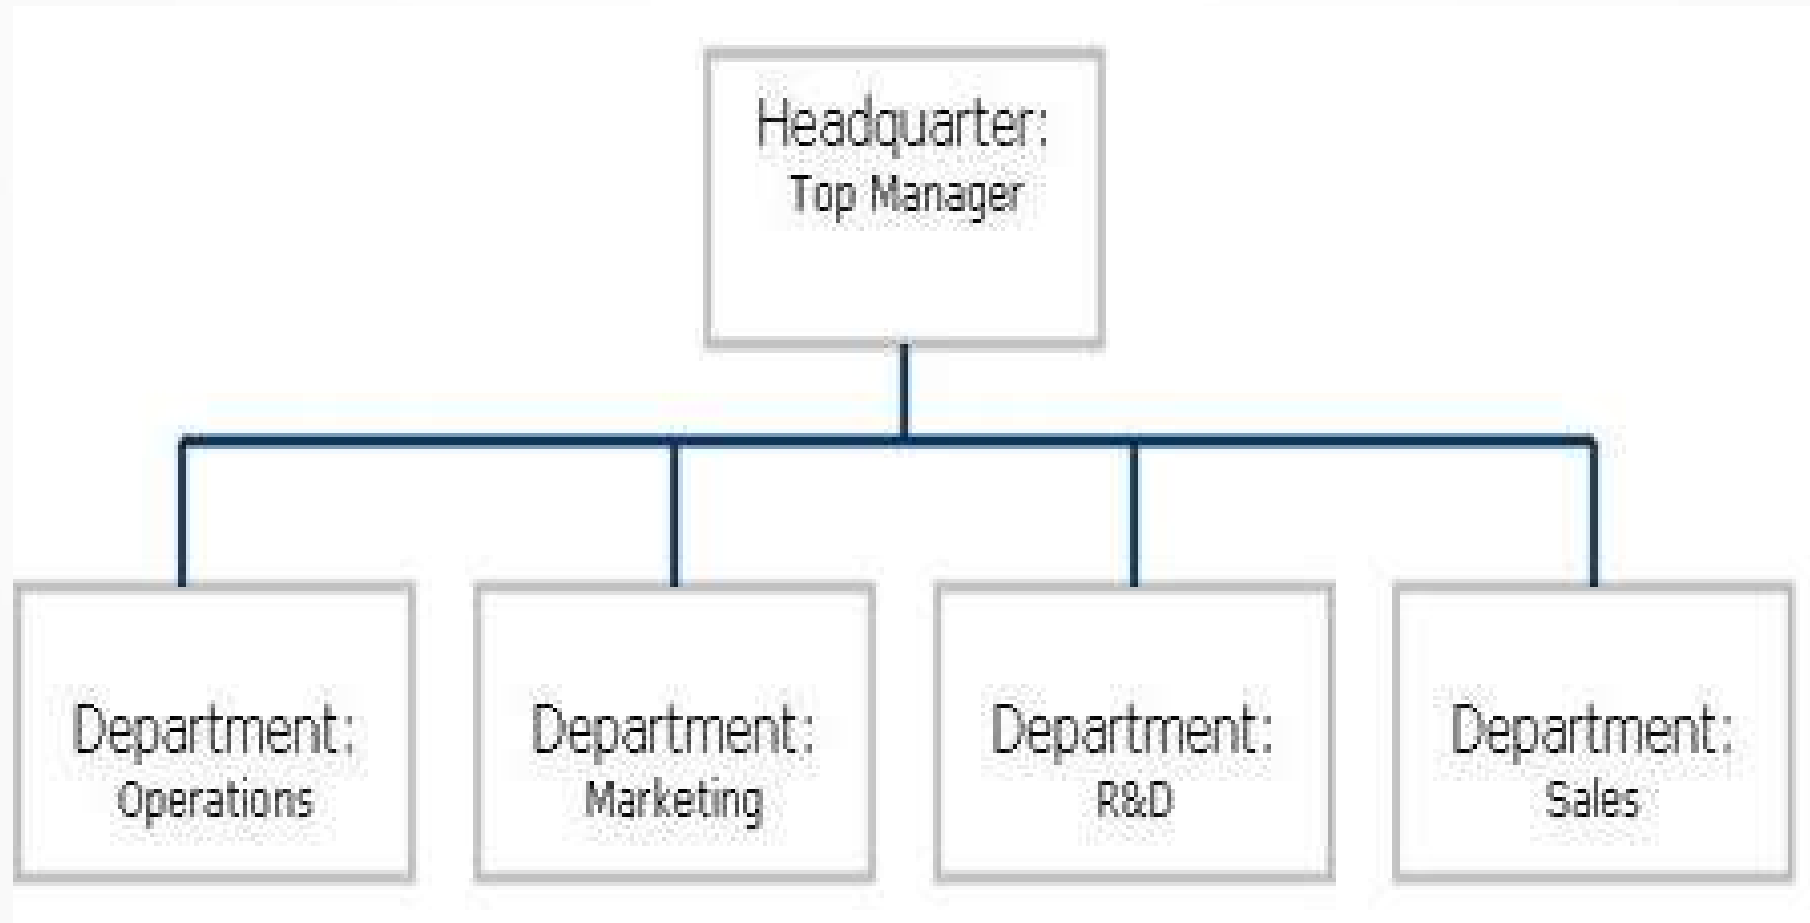 Headquarter:
Top Manager
Department:
Operations
Department:
Marketing
Department:
R&D
Department:
Sales